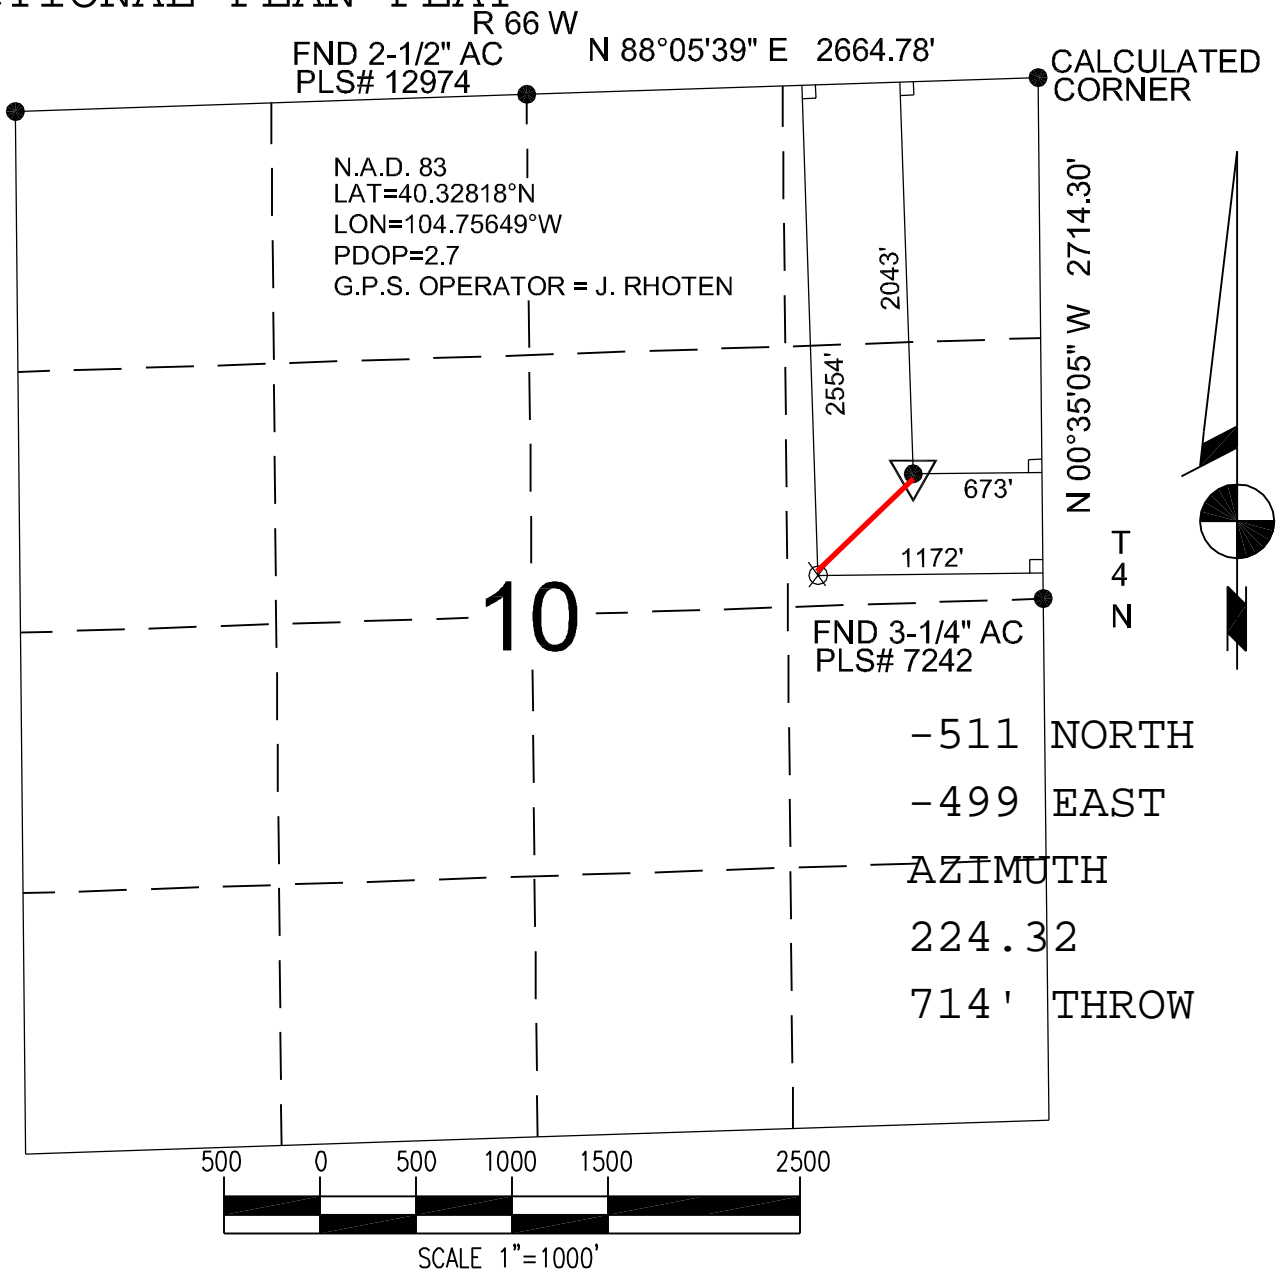 R 66 W
FND 2-1/2" AC
PLS# 12974
N 88°05'39" E 2664.78'
CALCULATED
CORNER
N.A.D. 83
LAT=40.32818°N
LON=104.75649°W
PDOP=2.7
G.P.S. OPERATOR = J. RHOTEN
2043'
2554'
N 00°35'05" W 2714.30'
673'
1172'
T
4
N
10
FND 3-1/4" AC
PLS# 7242
-511 NORTH
-499 EAST
AZIMUTH
224.32
714' THROW
500 0 500 1000 1500 2500
SCALE 1"=1000'